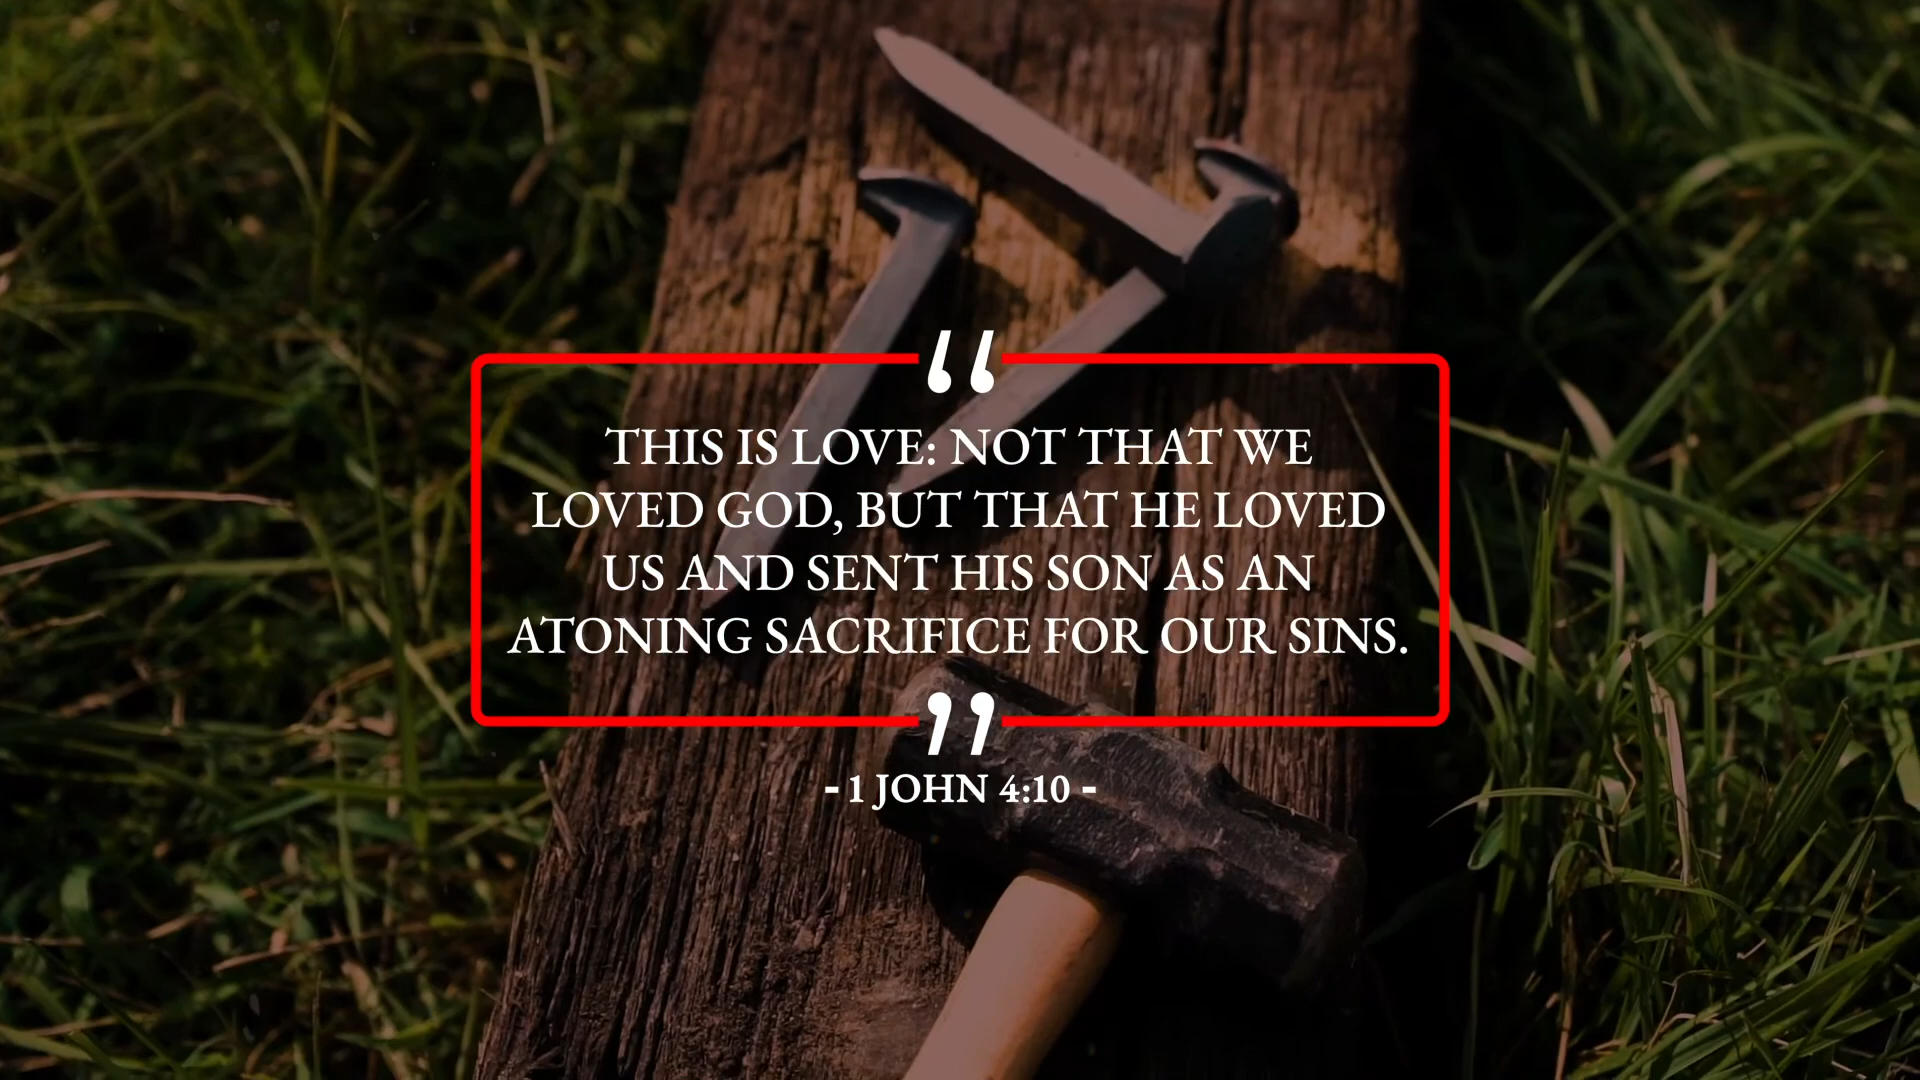 “
THIS IS LOVE: NOT THAT WE
LOVED GOD, BUT THAT HE LOVED
US AND SENT HIS SON AS AN
ATONING SACRIFICE FOR OUR SINS.
”
- 1 JOHN 4:10 -